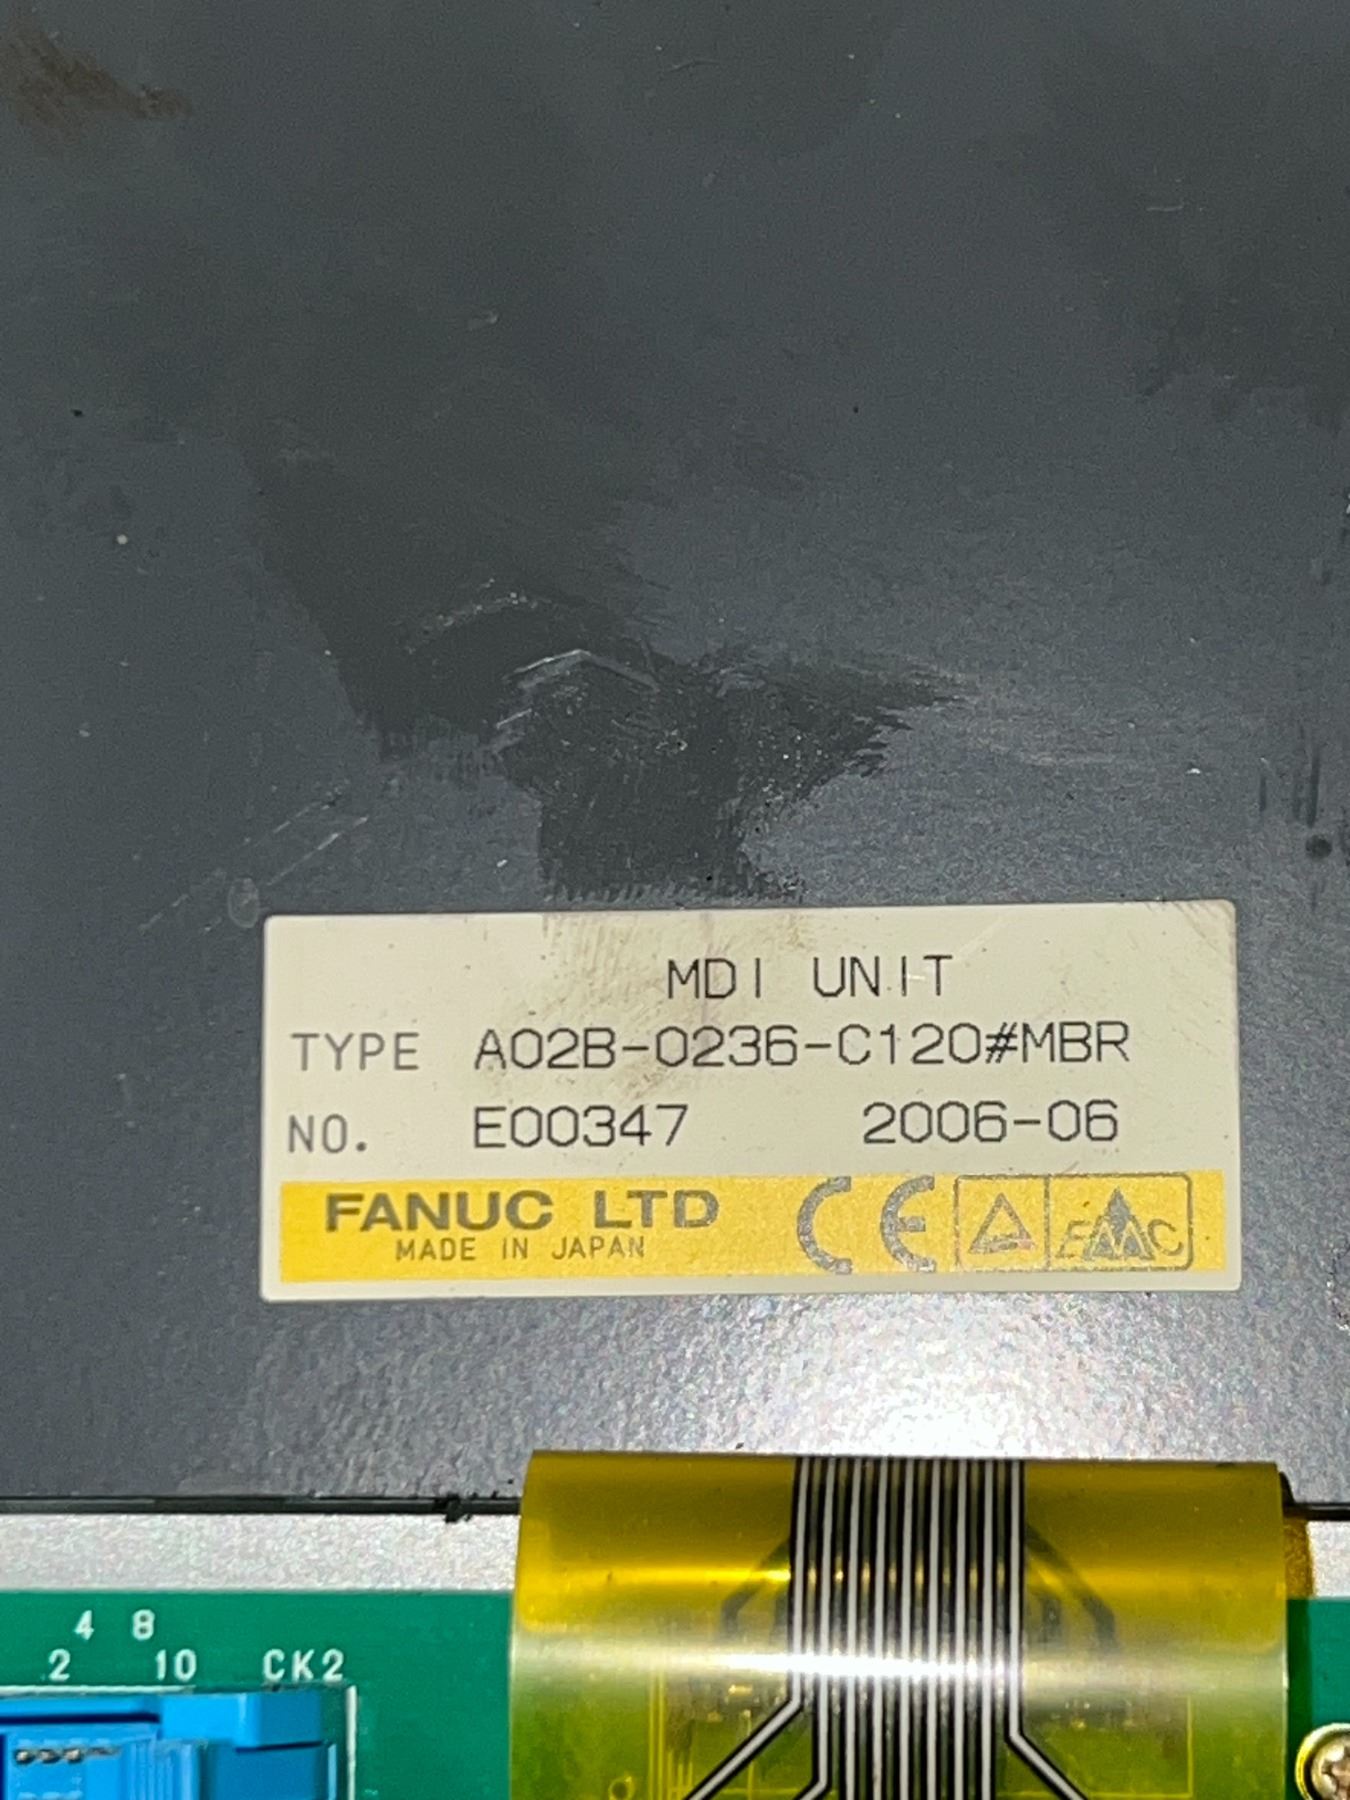 MDI UNIT
TYPE A02B-0236-C120#MBR
NO. E00347 2006-06
FANUC LTD
MADE IN JAPAN
CE
EMC
4 8
2 10 CK2